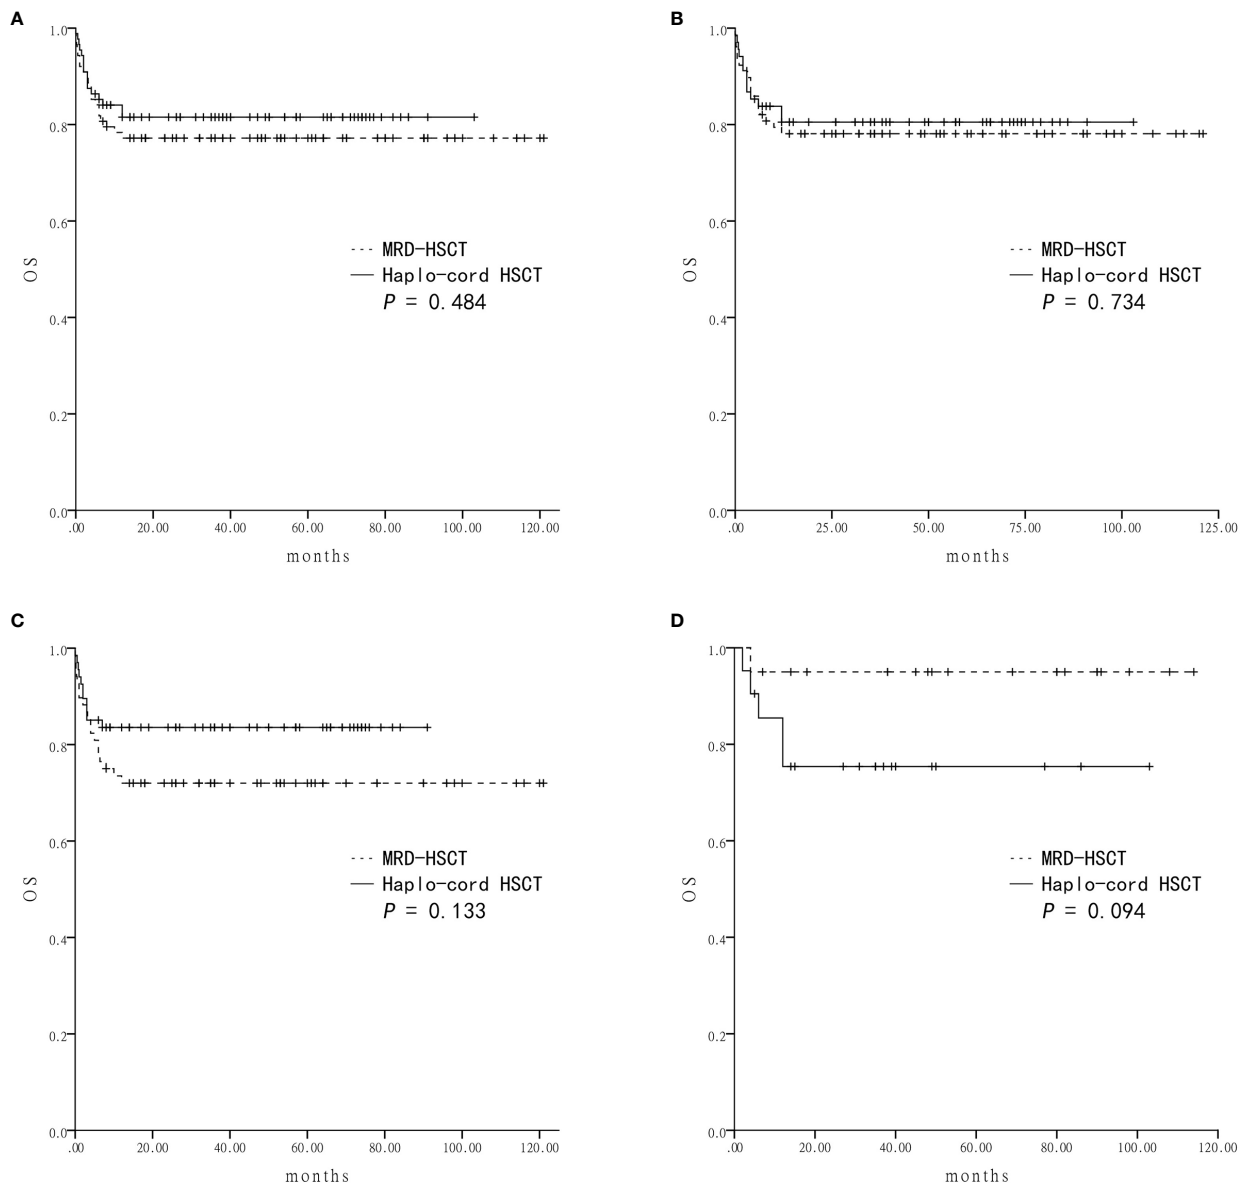 A
1.0
0.8
0.6
0.4
0.2
0.0
OS
MRD-HSCT
Haplo-cord HSCT
P = 0.484
.00 20.00 40.00 60.00 80.00 100.00 120.00
months
B
1.0
0.8
0.6
0.4
0.2
0.0
OS
MRD-HSCT
Haplo-cord HSCT
P = 0.734
.00 25.00 50.00 75.00 100.00 125.00
months
C
1.0
0.8
0.6
0.4
0.2
0.0
OS
MRD-HSCT
Haplo-cord HSCT
P = 0.133
.00 20.00 40.00 60.00 80.00 100.00 120.00
months
D
1.0
0.8
0.6
0.4
0.2
0.0
OS
MRD-HSCT
Haplo-cord HSCT
P = 0.094
.00 20.00 40.00 60.00 80.00 100.00 120.00
months